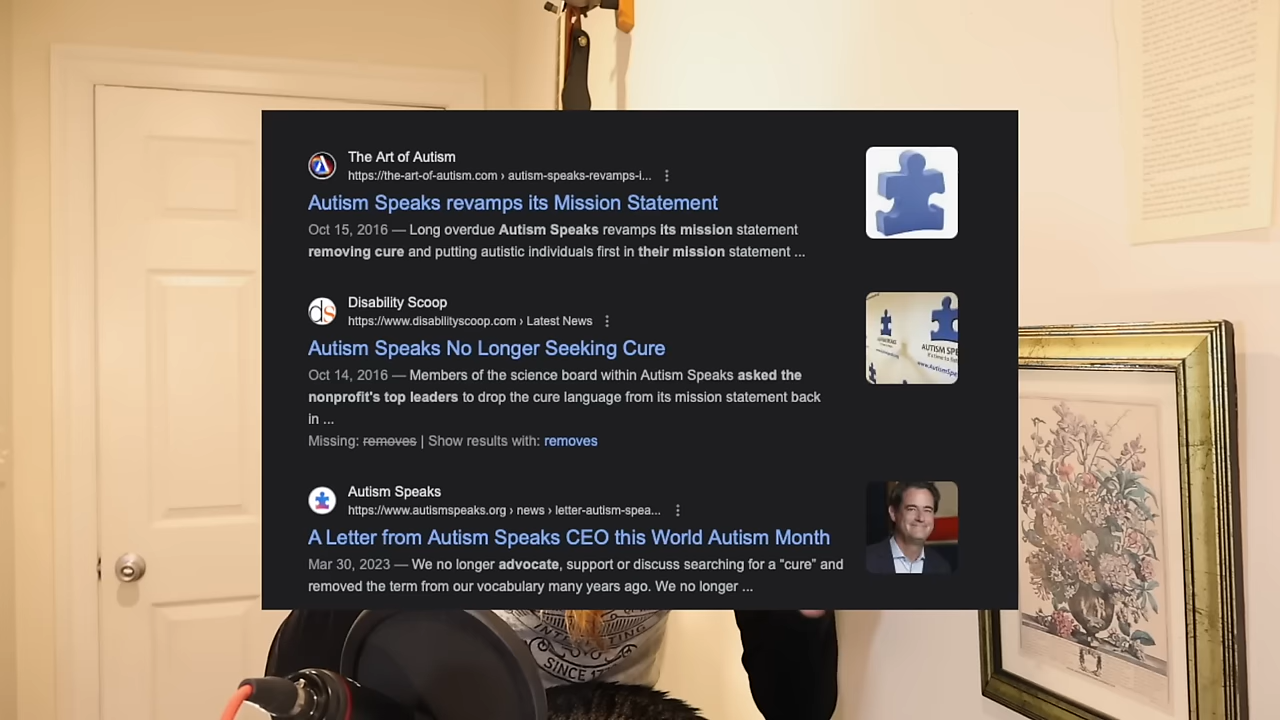 The Art of Autism
https://the-art-of-autism.com › autism-speaks-revamps-i...
Autism Speaks revamps its Mission Statement
Oct 15, 2016 — Long overdue Autism Speaks revamps its mission statement
removing cure and putting autistic individuals first in their mission statement ...
ds
Disability Scoop
https://www.disabilityscoop.com › Latest News
Autism Speaks No Longer Seeking Cure
AUTISM SPE
Oct 14, 2016 — Members of the science board within Autism Speaks asked the
nonprofit's top leaders to drop the cure language from its mission statement back
in ...
Missing: removes | Show results with: removes
Autism Speaks
https://www.autismspeaks.org › news › letter-autism-spea...
A Letter from Autism Speaks CEO this World Autism Month
Mar 30, 2023 — We no longer advocate, support or discuss searching for a "cure" and
removed the term from our vocabulary many years ago. We no longer ...
SINCE